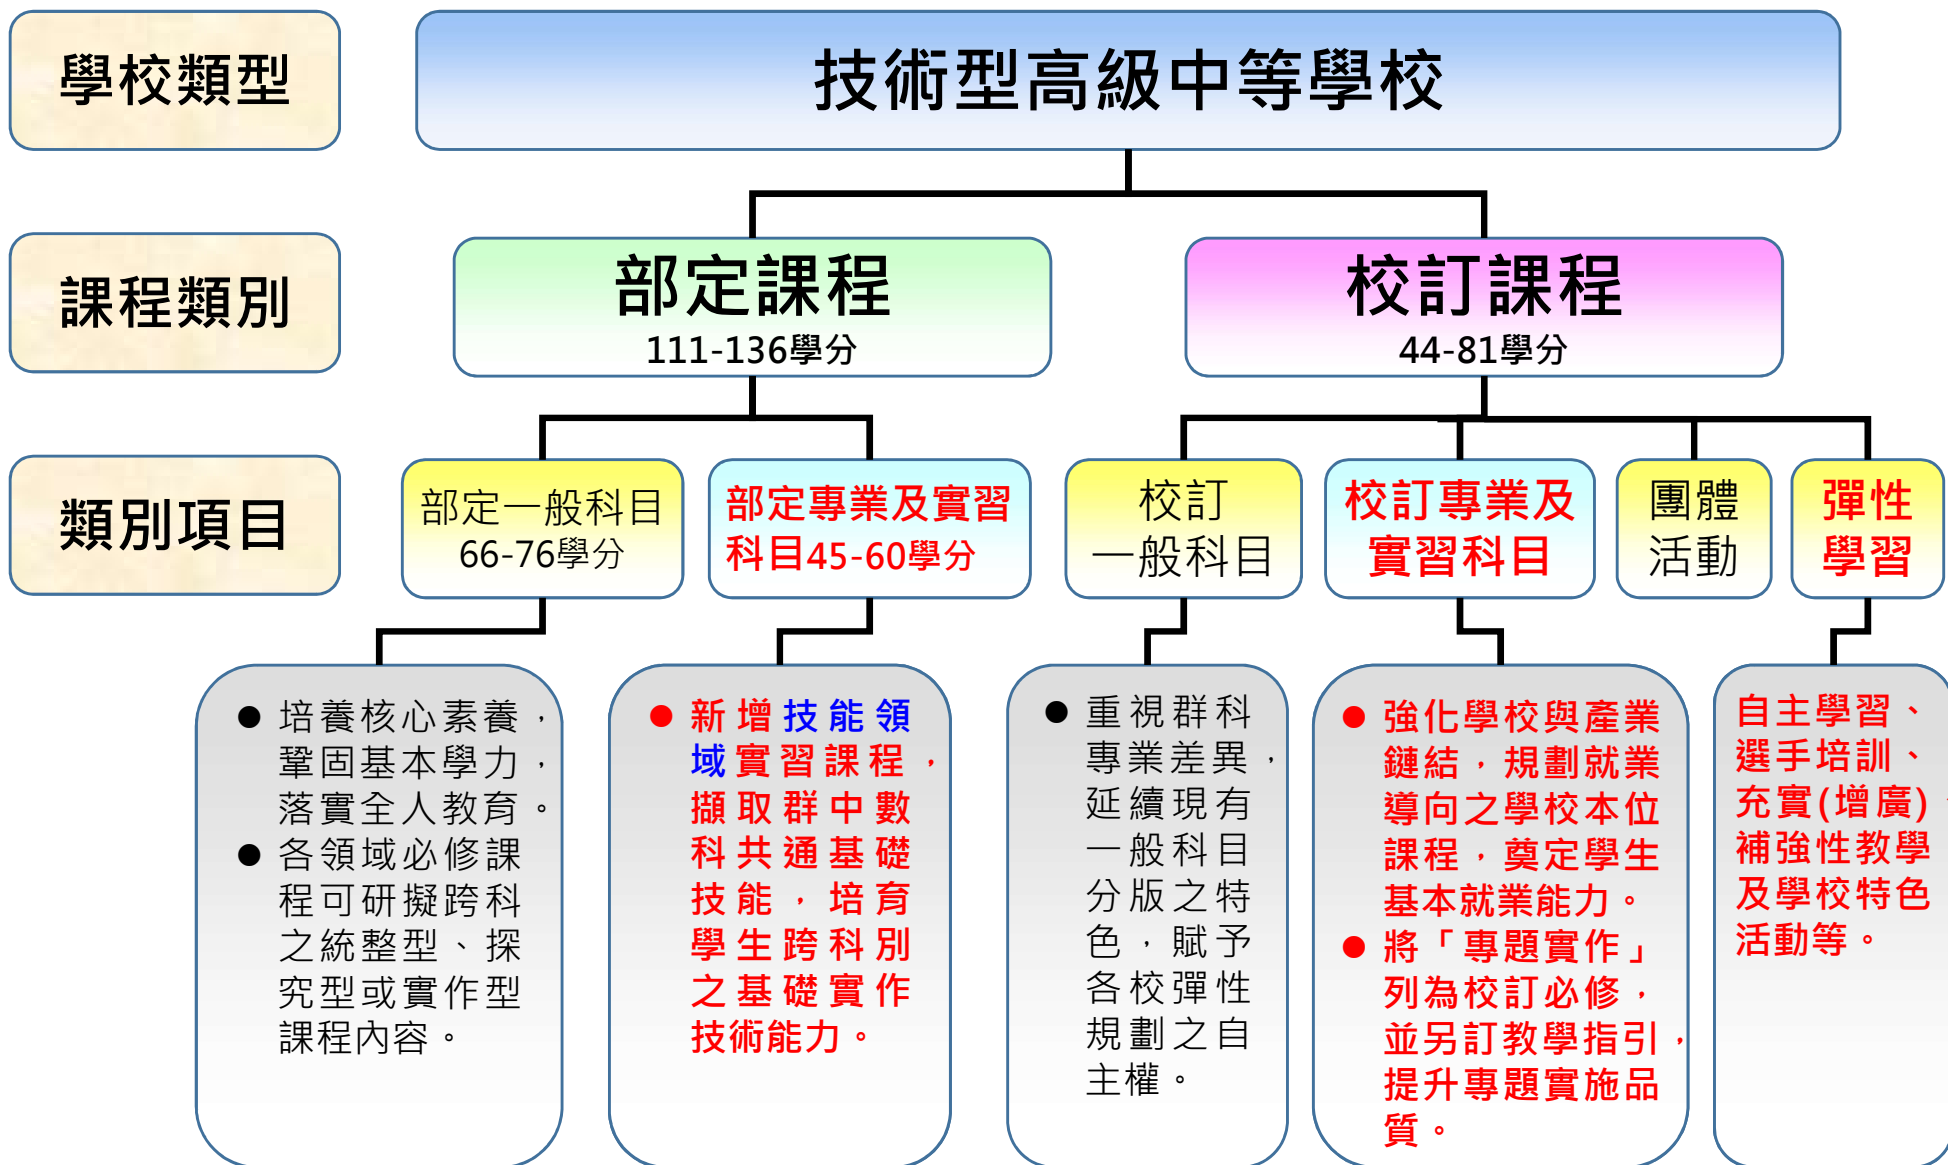 學校類型
技術型高級中等學校
課程類別
部定課程
111-136學分
校訂課程
44-81學分
類別項目
部定一般科目
66-76學分
部定專業及實習
科目45-60學分
校訂
一般科目
校訂專業及
實習科目
團體
活動
彈性
學習
● 培養核心素養，
鞏固基本學力，
落實全人教育。
● 各領域必修課
程可研擬跨科
之統整型、探
究型或實作型
課程內容。
● 新增技能領
域實習課程，
擷取群中數
科共通基礎
技能，培育
學生跨科別
之基礎實作
技術能力。
● 重視群科
專業差異，
延續現有
一般科目
分版之特
色，賦予
各校彈性
規劃之自
主權。
● 強化學校與產業
鏈結，規劃就業
導向之學校本位
課程，奠定學生
基本就業能力。
● 將「專題實作」
列為校訂必修，
並另訂教學指引，
提升專題實施品
質。
自主學習、
選手培訓、
充實(增廣)、
補強性教學
及學校特色
活動等。